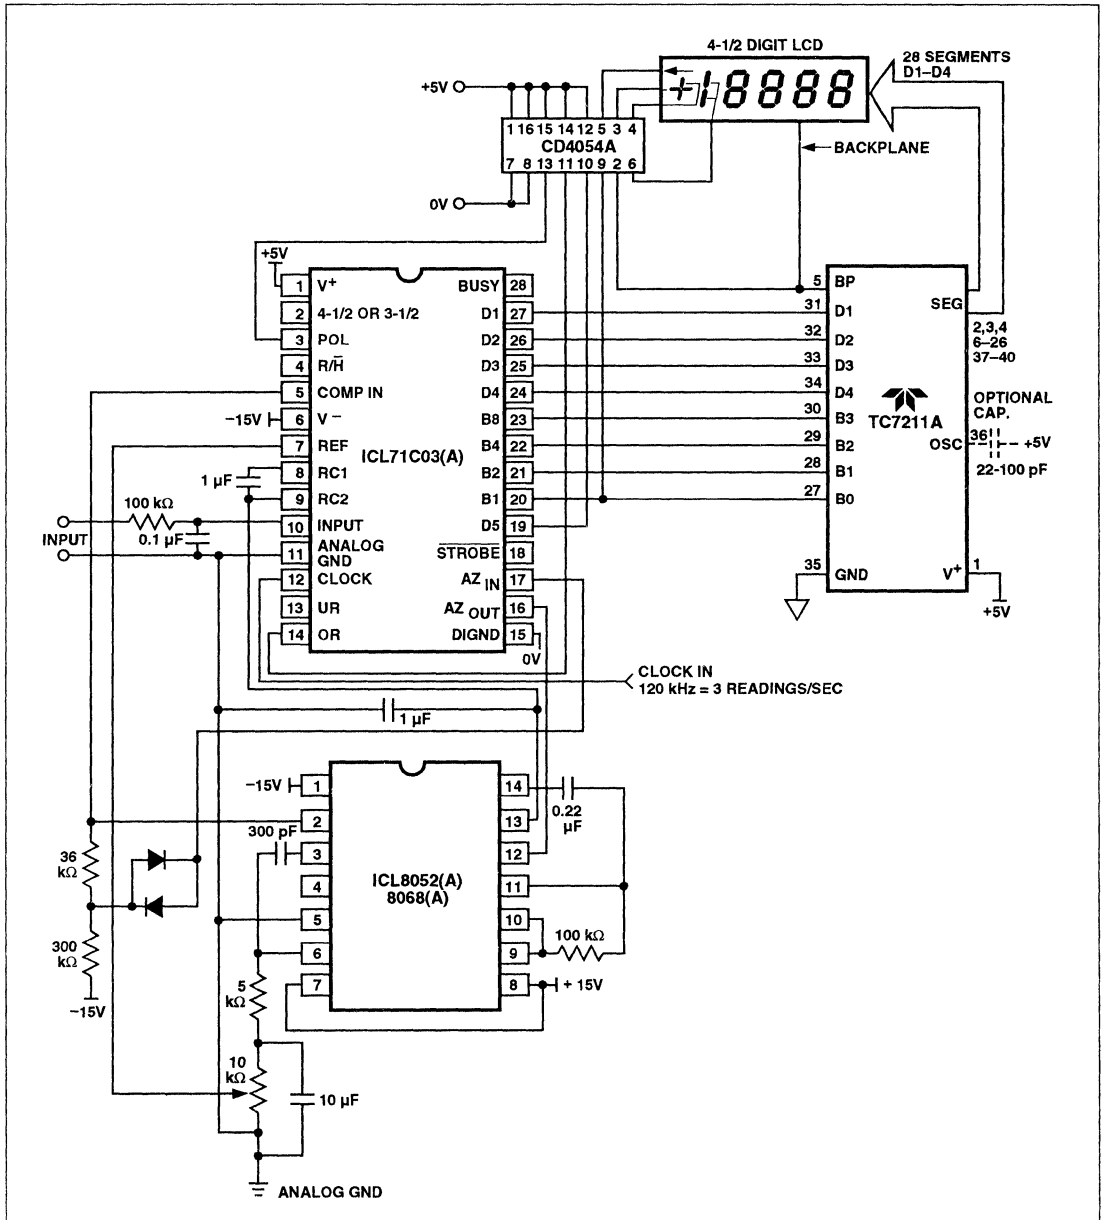 4-1/2 DIGIT LCD
28 SEGMENTS
D1–D4
+5V
+18888
1 16 15 14 12 5 3 4
CD4054A
7 8 13 11 10 9 2 6
BACKPLANE
0V
+5V
1 V+
BUSY 28
2 4-1/2 OR 3-1/2
D1 27
3 POL
D2 26
4 R/H̅
D3 25
5 COMP IN
D4 24
–15V
6 V–
B8 23
7 REF
B4 22
ICL71C03(A)
1 µF
8 RC1
B2 21
9 RC2
B1 20
100 kΩ
10 INPUT
D5 19
INPUT
0.1 µF
11 ANALOG
GND
S̅T̅R̅O̅B̅E̅ 18
12 CLOCK
AZ IN 17
13 UR
AZ OUT 16
14 OR
DIGND 15
0V
5 BP
SEG
31 D1
2,3,4
6–26
37–40
32 D2
33 D3
34 D4
TC7211A
OPTIONAL
CAP.
30 B3
29 B2
OSC 36
+5V
22-100 pF
28 B1
27 B0
35 GND
V+ 1
+5V
CLOCK IN
120 kHz = 3 READINGS/SEC
1 µF
–15V
1
14
0.22
µF
2
13
300 pF
3
12
36
kΩ
4
11
ICL8052(A)
8068(A)
5
10
300
kΩ
6
9
100 kΩ
–15V
7
8
+ 15V
5
kΩ
10
kΩ
10 µF
ANALOG GND